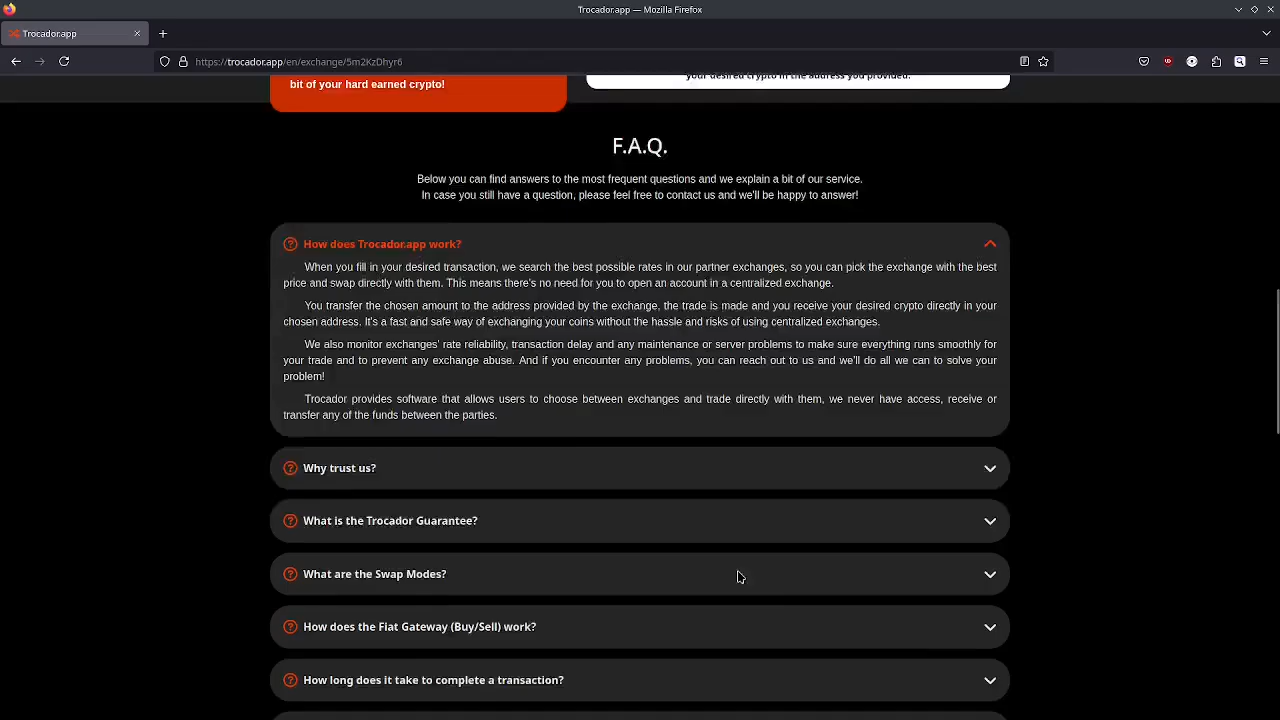 Trocador.app — Mozilla Firefox
Trocador.app
https://trocador.app/en/exchange/5m2KzDhyr6
bit of your hard earned crypto!
your desired crypto in the address you provided.
F.A.Q.
Below you can find answers to the most frequent questions and we explain a bit of our service.
In case you still have a question, please feel free to contact us and we'll be happy to answer!
How does Trocador.app work?
When you fill in your desired transaction, we search the best possible rates in our partner exchanges, so you can pick the exchange with the best
price and swap directly with them. This means there's no need for you to open an account in a centralized exchange.
You transfer the chosen amount to the address provided by the exchange, the trade is made and you receive your desired crypto directly in your
chosen address. It's a fast and safe way of exchanging your coins without the hassle and risks of using centralized exchanges.
We also monitor exchanges' rate reliability, transaction delay and any maintenance or server problems to make sure everything runs smoothly for
your trade and to prevent any exchange abuse. And if you encounter any problems, you can reach out to us and we'll do all we can to solve your
problem!
Trocador provides software that allows users to choose between exchanges and trade directly with them, we never have access, receive or
transfer any of the funds between the parties.
Why trust us?
What is the Trocador Guarantee?
What are the Swap Modes?
How does the Fiat Gateway (Buy/Sell) work?
How long does it take to complete a transaction?